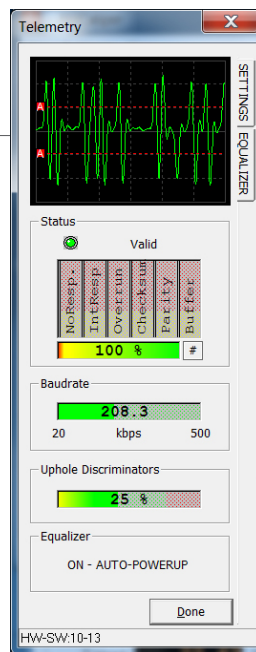 Telemetry
X
A
A
SETTINGS
EQUALIZER
Status
Valid
NoResp.
IntResp
Overrun
Checksum
Parity
Buffer
100 %
#
Baudrate
208.3
20 kbps 500
Uphole Discriminators
25 %
Equalizer
ON - AUTO-POWERUP
Done
HW-SW:10-13